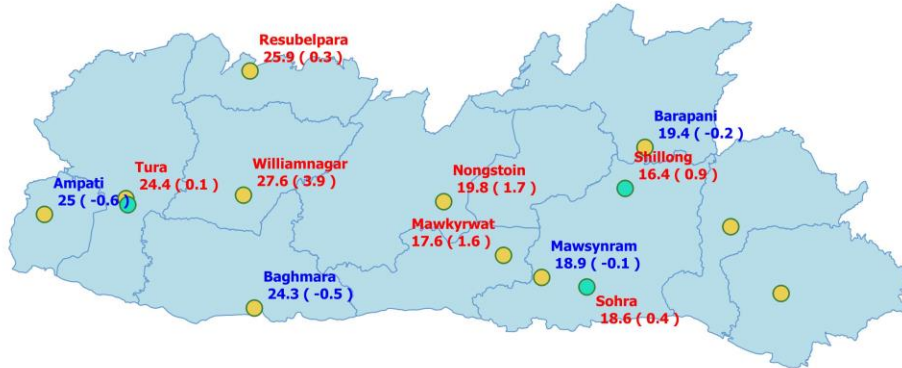 Resubelpara
25.9 ( 0.3 )
Barapani
19.4 ( -0.2 )
Shillong
16.4 ( 0.9 )
Tura
24.4 ( 0.1 )
Williamnagar
27.6 ( 3.9 )
Nongstoin
19.8 ( 1.7 )
Ampati
25 ( -0.6 )
Mawkyrwat
17.6 ( 1.6 )
Mawsynram
18.9 ( -0.1 )
Baghmara
24.3 ( -0.5 )
Sohra
18.6 ( 0.4 )